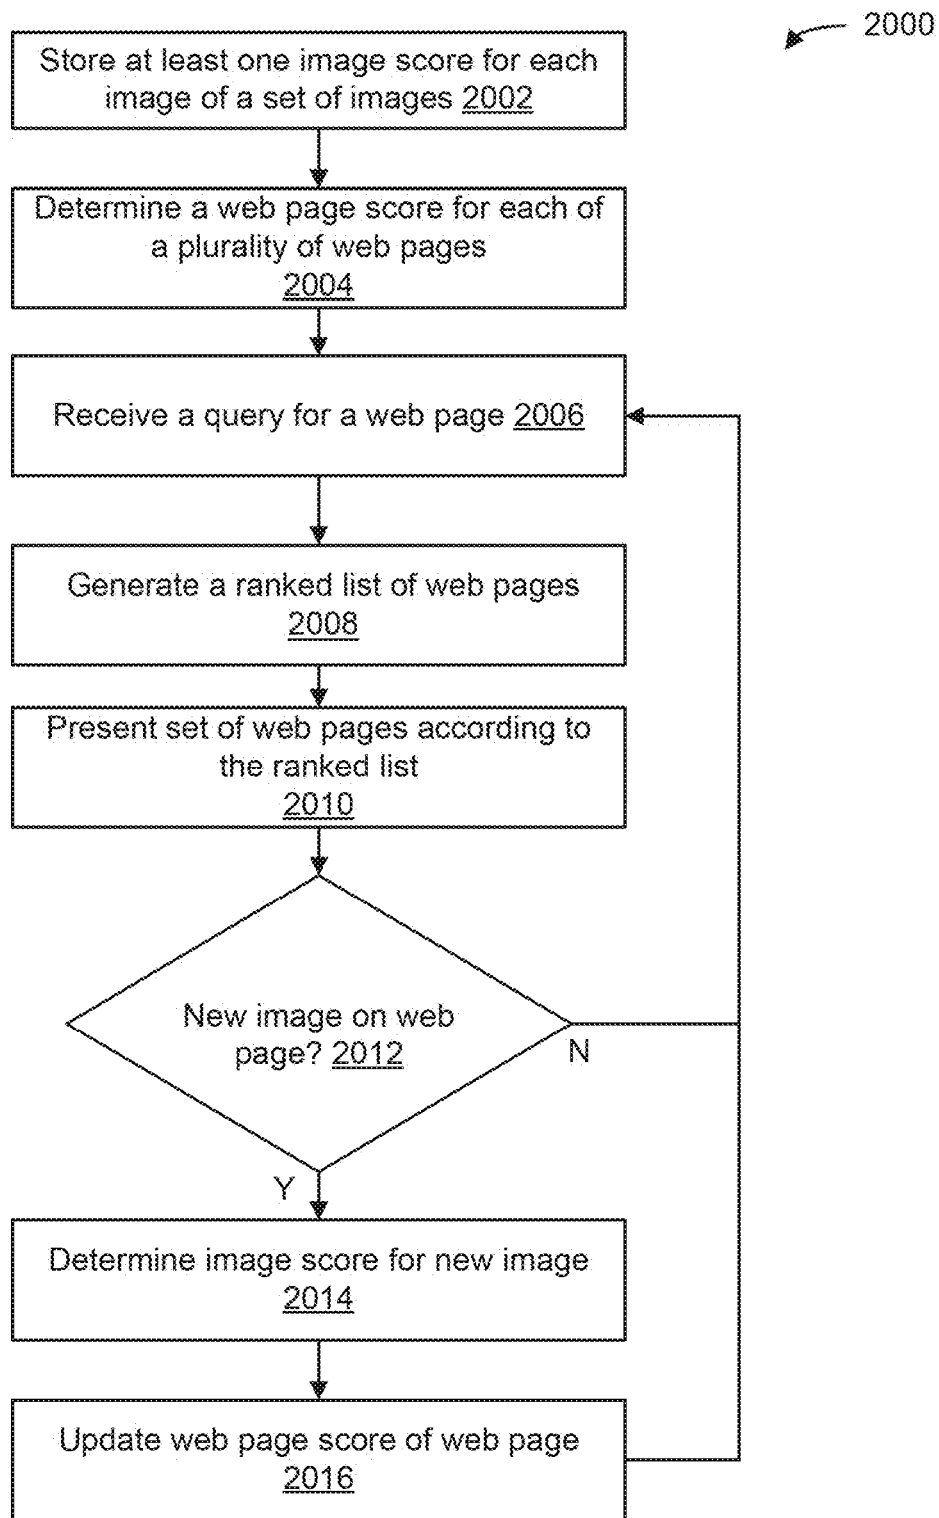 2000
Store at least one image score for each
image of a set of images 2002
Determine a web page score for each of
a plurality of web pages
2004
Receive a query for a web page 2006
Generate a ranked list of web pages
2008
Present set of web pages according to
the ranked list
2010
New image on web
page? 2012
N
Y
Determine image score for new image
2014
Update web page score of web page
2016